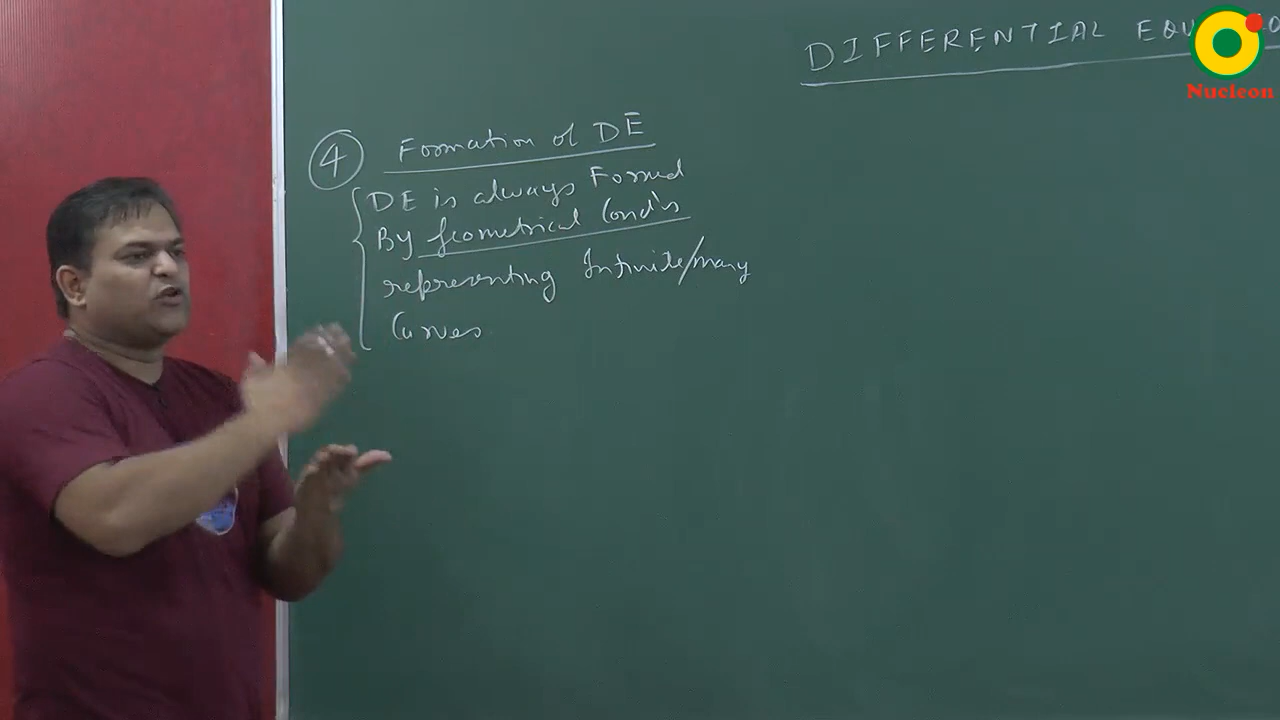 DIFFERENTIAL EQU
Nucleon
4 Formation of DE
DE is always Formed
By Geometrical Cond's
representing Infinite/many
Curves